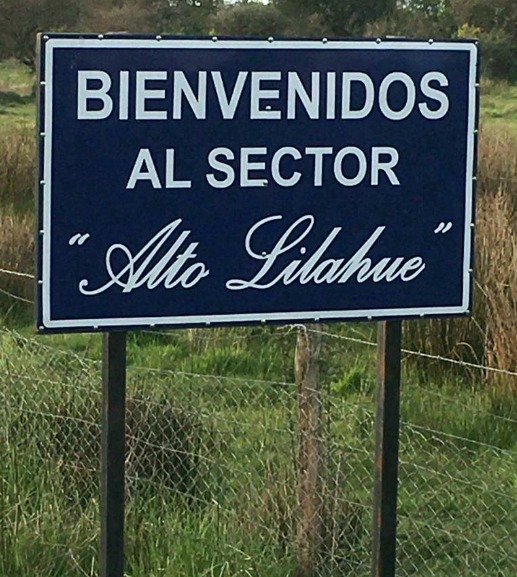 BIENVENIDOS
AL SECTOR
"Alto Lilahue"